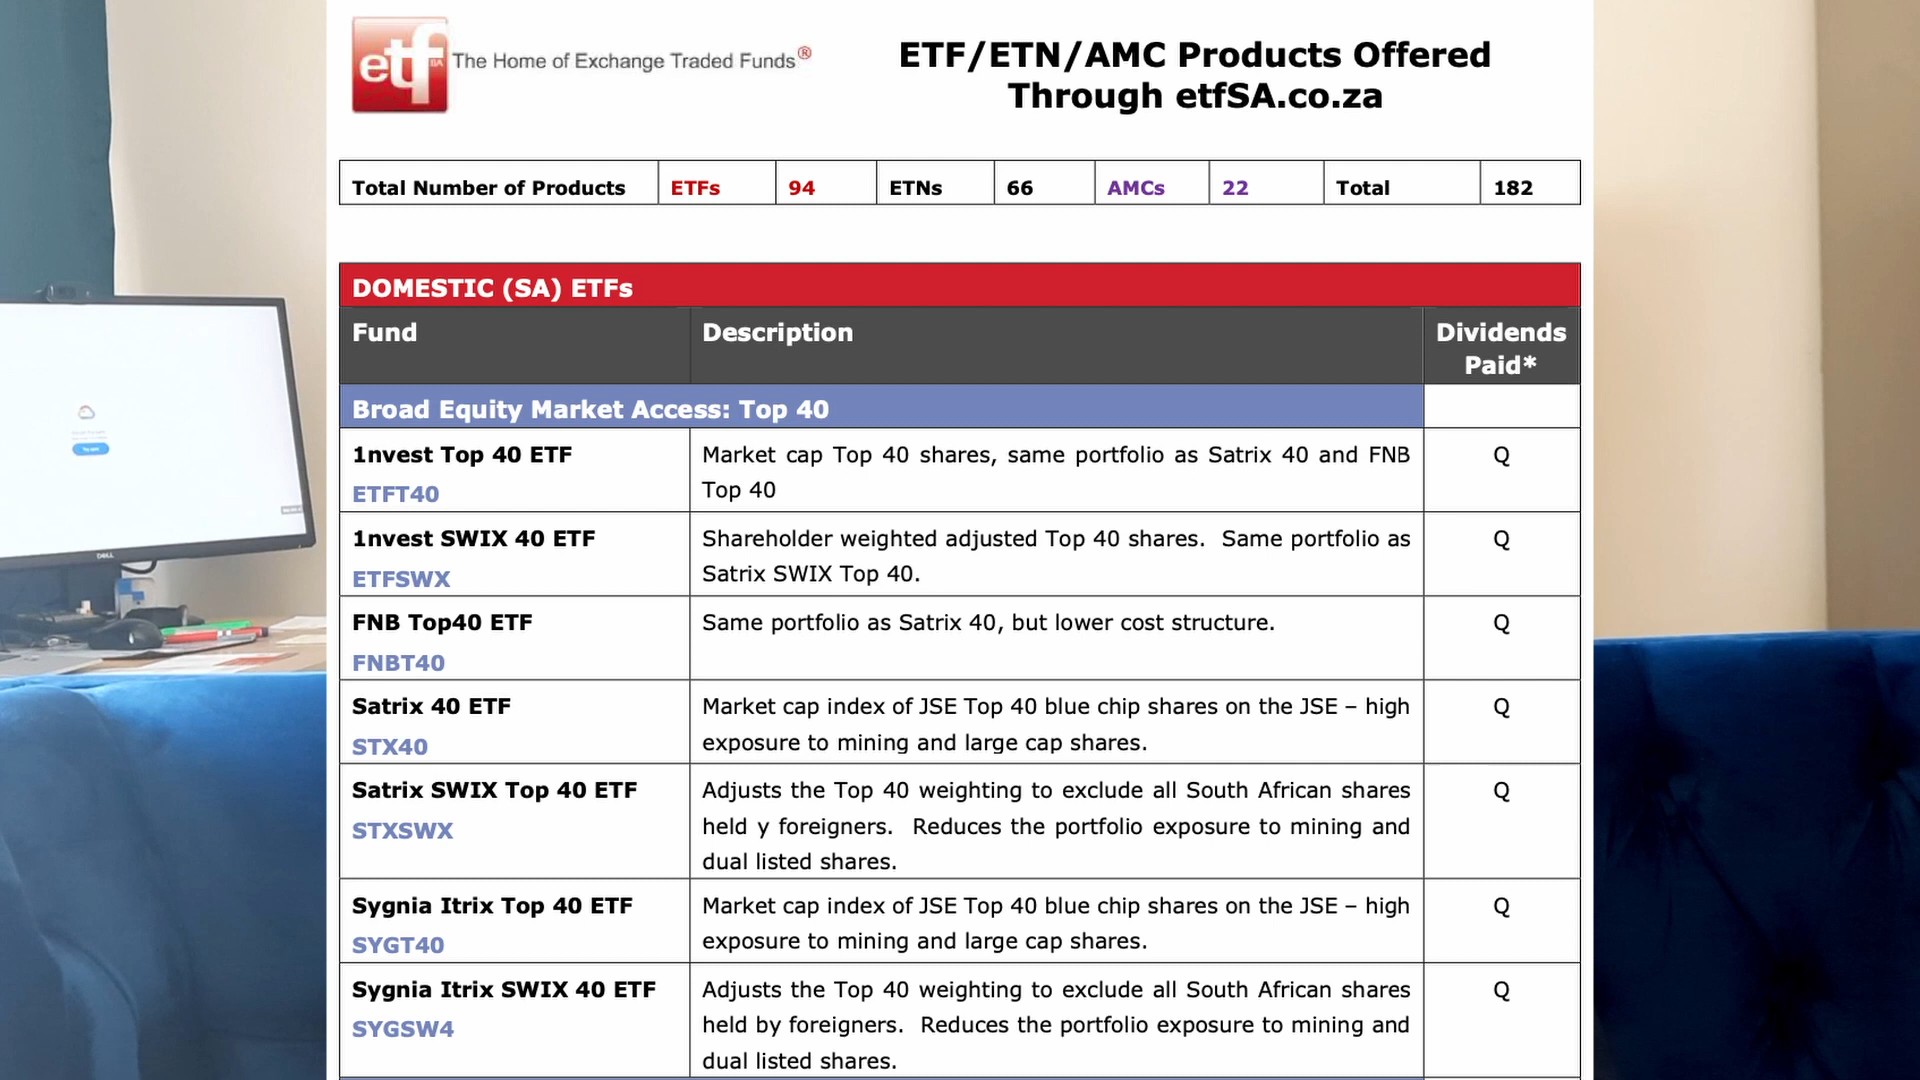 etf SA
The Home of Exchange Traded Funds®
ETF/ETN/AMC Products Offered
Through etfSA.co.za
Total Number of Products ETFs 94 ETNs 66 AMCs 22 Total 182
DOMESTIC (SA) ETFs
Fund Description Dividends
Paid*
Broad Equity Market Access: Top 40
1nvest Top 40 ETF Market cap Top 40 shares, same portfolio as Satrix 40 and FNB Q
ETFT40 Top 40
1nvest SWIX 40 ETF Shareholder weighted adjusted Top 40 shares. Same portfolio as Q
ETFSWX Satrix SWIX Top 40.
FNB Top40 ETF Same portfolio as Satrix 40, but lower cost structure. Q
FNBT40
Satrix 40 ETF Market cap index of JSE Top 40 blue chip shares on the JSE – high Q
STX40 exposure to mining and large cap shares.
Satrix SWIX Top 40 ETF Adjusts the Top 40 weighting to exclude all South African shares Q
STXSWX held y foreigners. Reduces the portfolio exposure to mining and
dual listed shares.
Sygnia Itrix Top 40 ETF Market cap index of JSE Top 40 blue chip shares on the JSE – high Q
SYGT40 exposure to mining and large cap shares.
Sygnia Itrix SWIX 40 ETF Adjusts the Top 40 weighting to exclude all South African shares Q
SYGSW4 held by foreigners. Reduces the portfolio exposure to mining and
dual listed shares.
DELL